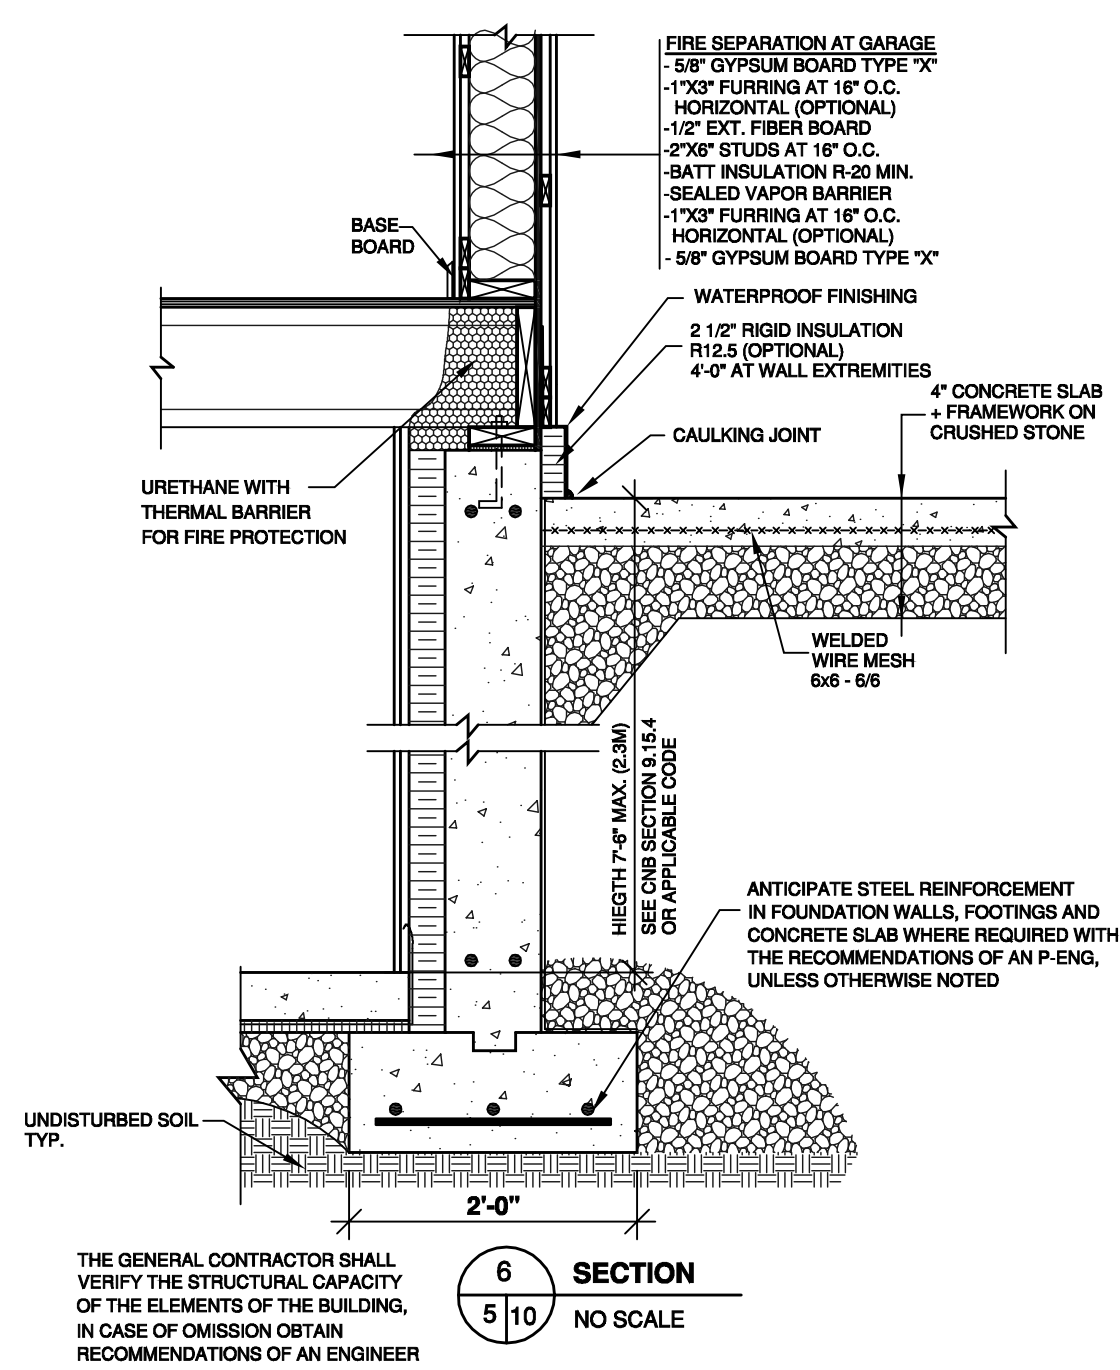 FIRE SEPARATION AT GARAGE
- 5/8" GYPSUM BOARD TYPE "X"
-1"X3" FURRING AT 16" O.C.
HORIZONTAL (OPTIONAL)
-1/2" EXT. FIBER BOARD
-2"X6" STUDS AT 16" O.C.
-BATT INSULATION R-20 MIN.
-SEALED VAPOR BARRIER
-1"X3" FURRING AT 16" O.C.
HORIZONTAL (OPTIONAL)
- 5/8" GYPSUM BOARD TYPE "X"
BASE
BOARD
WATERPROOF FINISHING
2 1/2" RIGID INSULATION
R12.5 (OPTIONAL)
4'-0" AT WALL EXTREMITIES
4" CONCRETE SLAB
+ FRAMEWORK ON
CRUSHED STONE
CAULKING JOINT
URETHANE WITH
THERMAL BARRIER
FOR FIRE PROTECTION
WELDED
WIRE MESH
6x6 - 6/6
HIEGTH 7'-6" MAX. (2.3M)
SEE CNB SECTION 9.15.4
OR APPLICABLE CODE
ANTICIPATE STEEL REINFORCEMENT
IN FOUNDATION WALLS, FOOTINGS AND
CONCRETE SLAB WHERE REQUIRED WITH
THE RECOMMENDATIONS OF AN P-ENG,
UNLESS OTHERWISE NOTED
UNDISTURBED SOIL
TYP.
2'-0"
THE GENERAL CONTRACTOR SHALL
VERIFY THE STRUCTURAL CAPACITY
OF THE ELEMENTS OF THE BUILDING,
IN CASE OF OMISSION OBTAIN
RECOMMENDATIONS OF AN ENGINEER
6
5 10
SECTION
NO SCALE